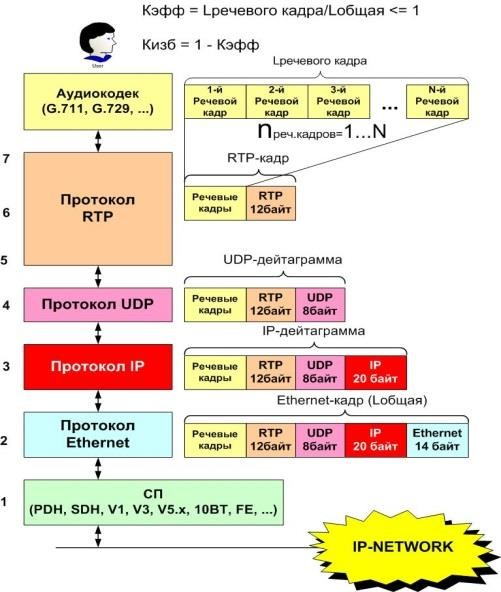 Кэфф = Lречевого кадра/Lобщая <= 1
User
Кизб = 1 - Кэфф
Lречевого кадра
Аудиокодек
(G.711, G.729, ...)
1-й
Речевой
кадр
2-й
Речевой
кадр
3-й
Речевой
кадр
...
N-й
Речевой
кадр
nреч.кадров=1...N
7
RTP-кадр
Протокол
RTP
6
Речевые
кадры
RTP
12байт
5
UDP-дейтаграмма
4
Протокол UDP
Речевые
кадры
RTP
12байт
UDP
8байт
IP-дейтаграмма
3
Протокол IP
Речевые
кадры
RTP
12байт
UDP
8байт
IP
20 байт
Ethernet-кадр (Lобщая)
2
Протокол
Ethernet
Речевые
кадры
RTP
12байт
UDP
8байт
IP
20 байт
Ethernet
14 байт
1
СП
(PDH, SDH, V1, V3, V5.x, 10BT, FE, ...)
IP-NETWORK